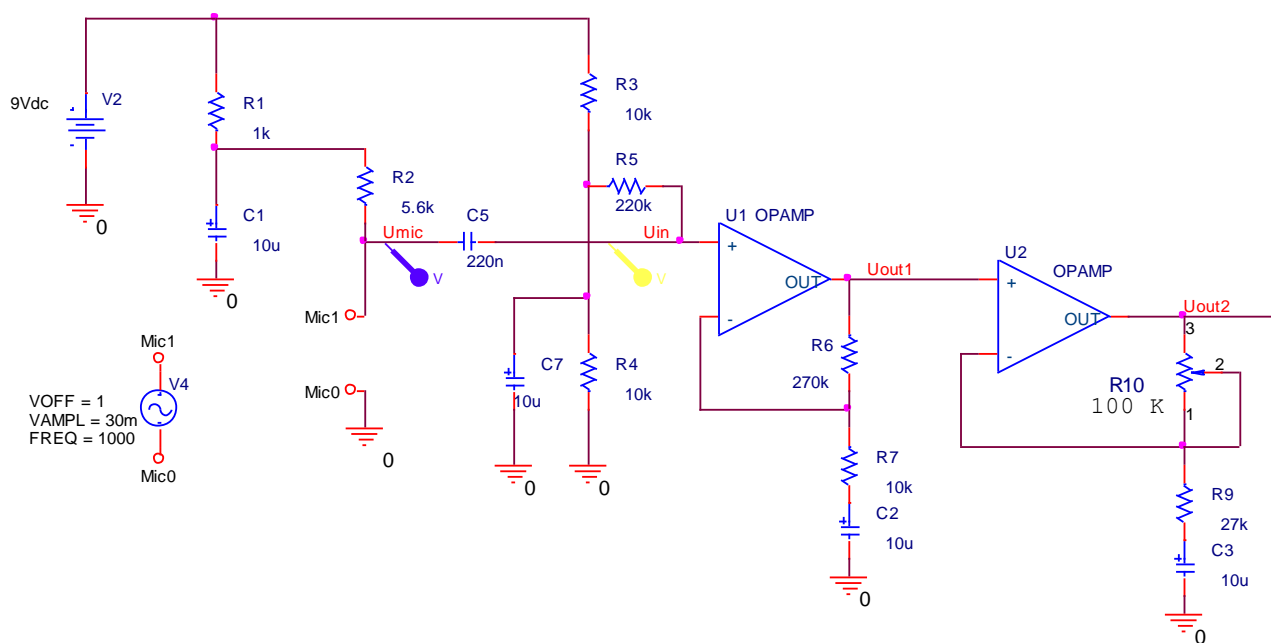 9Vdc
V2
R1
1k
R3
10k
R5
220k
R2
5.6k
C1
10u
0
0
C5
220n
Umic
V
Uin
V
U1 OPAMP
+
-
OUT
Uout1
U2
OPAMP
+
-
OUT
Uout2
3
2
1
R10
100 K
Mic1
Mic0
0
Mic1
V4
VOFF = 1
VAMPL = 30m
FREQ = 1000
Mic0
C7
10u
0
R4
10k
0
R6
270k
R7
10k
C2
10u
0
R9
27k
C3
10u
0